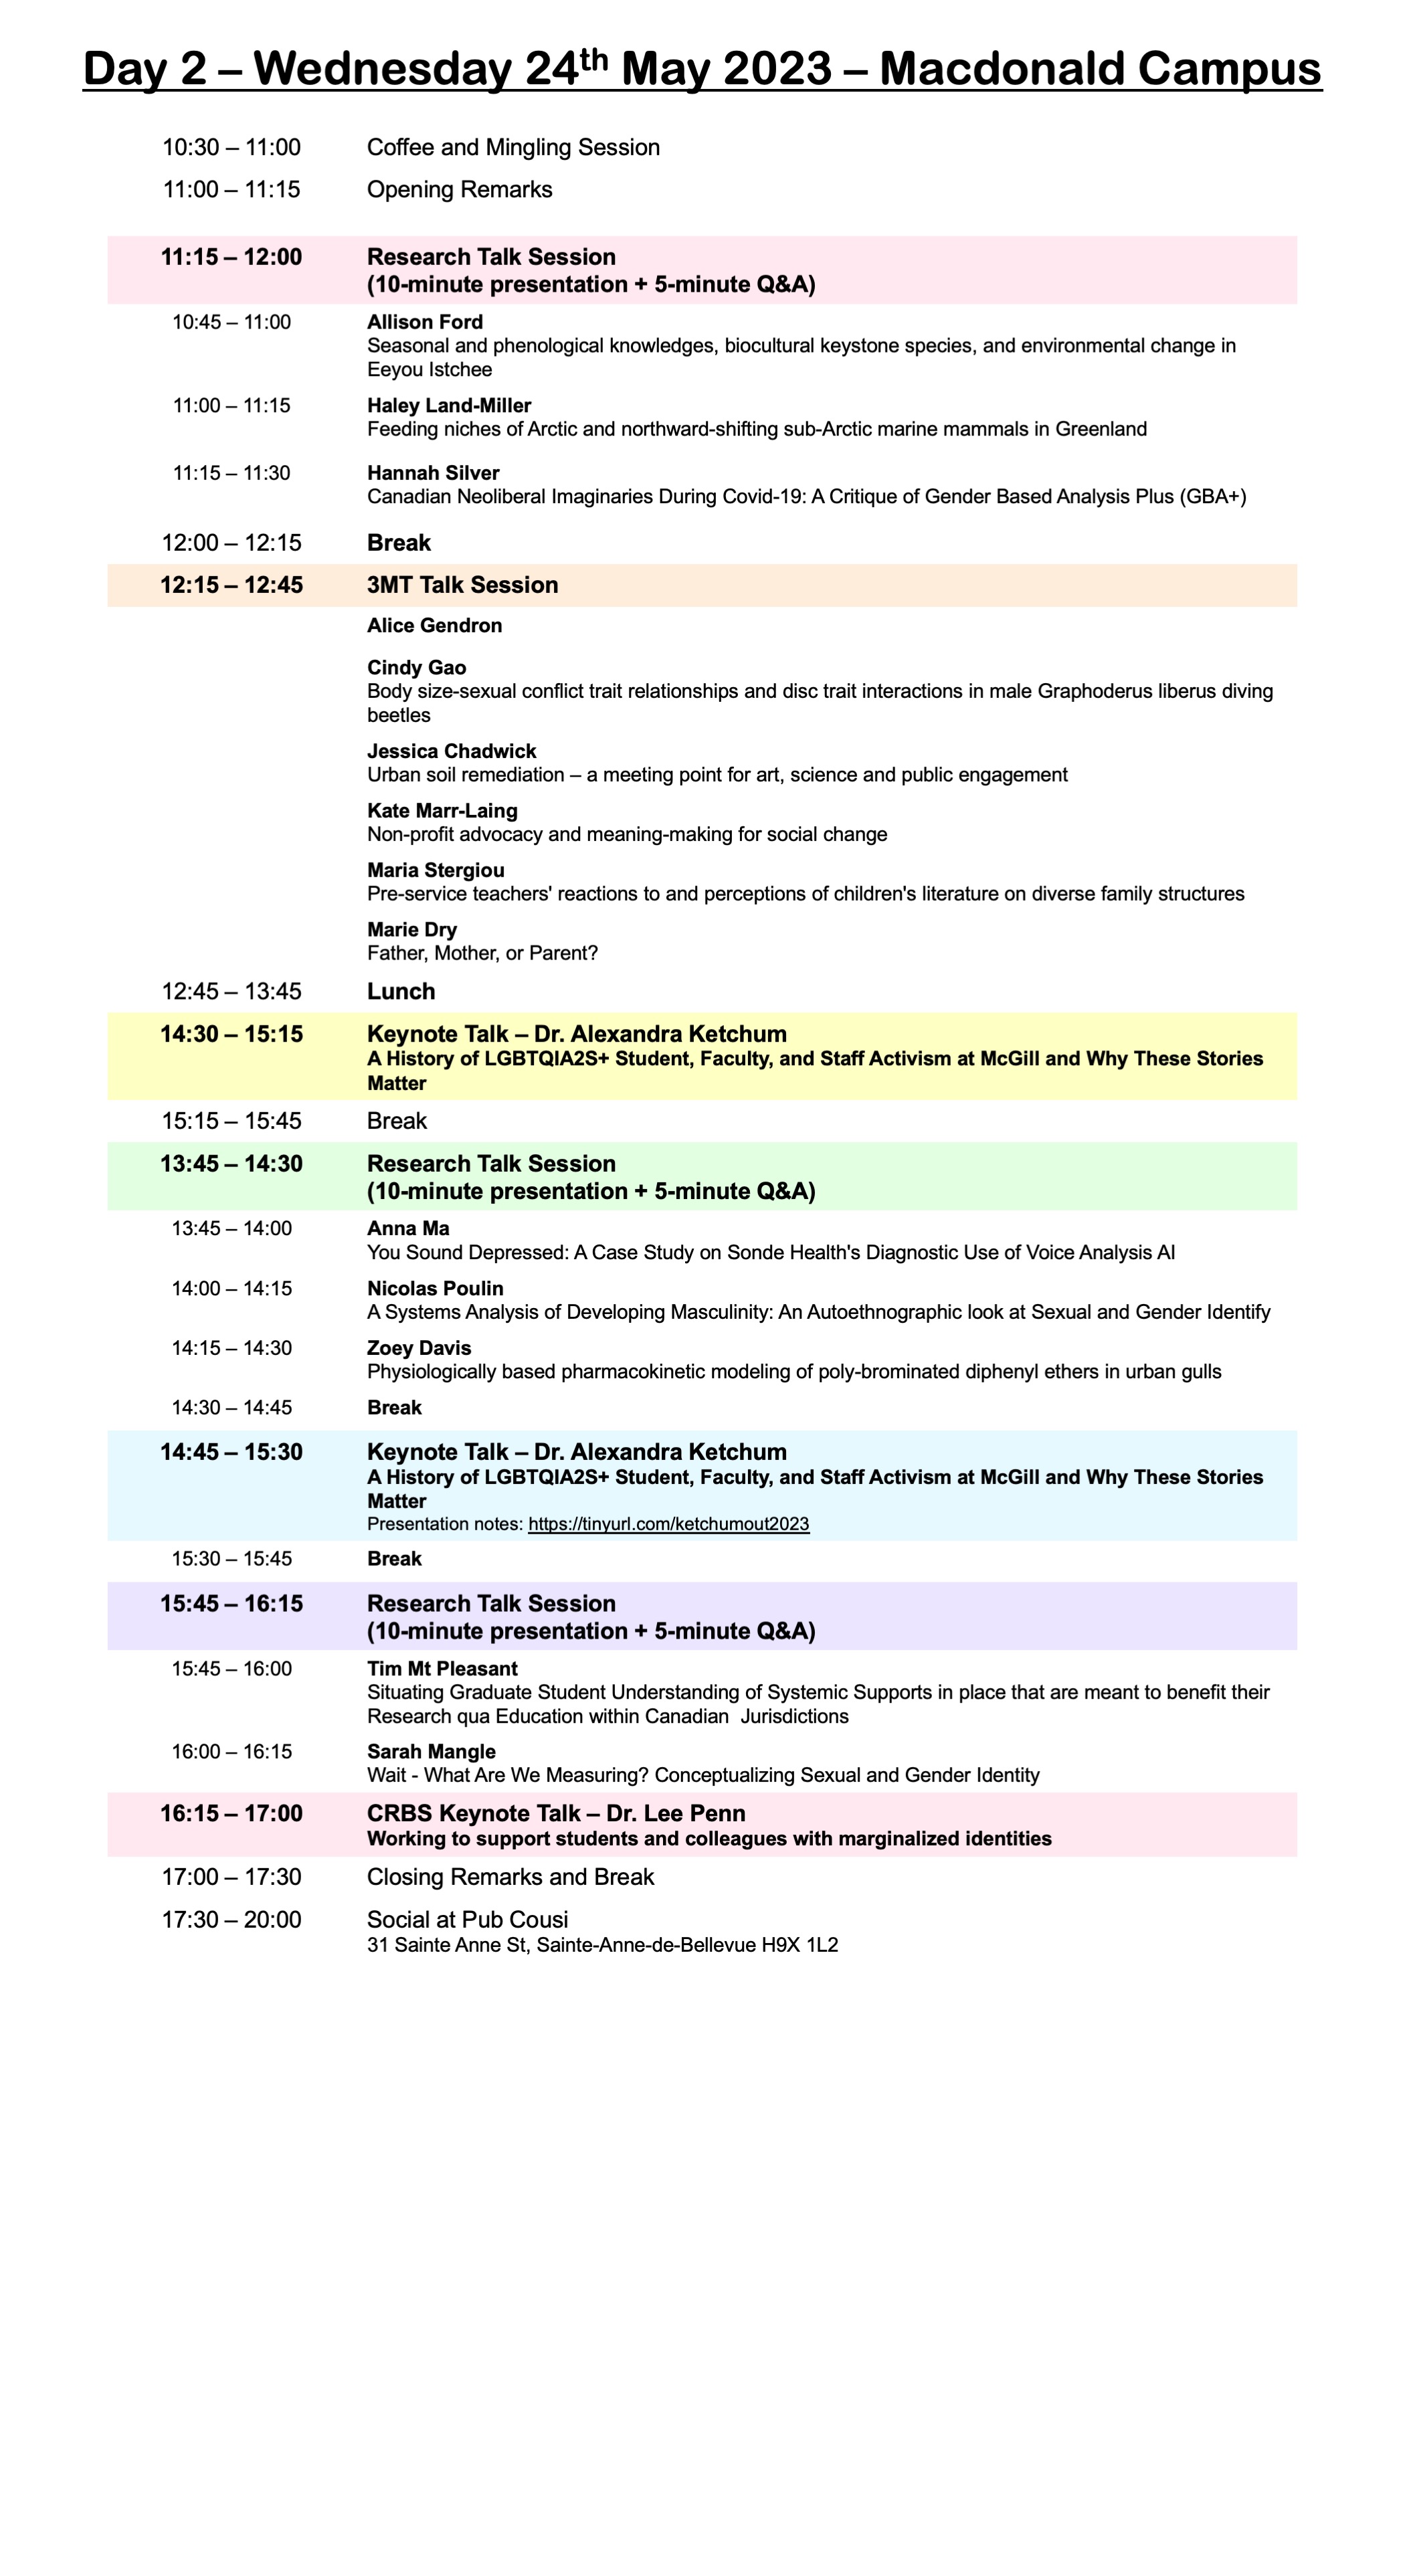 Day 2 – Wednesday 24th May 2023 – Macdonald Campus
10:30 – 11:00 Coffee and Mingling Session
11:00 – 11:15 Opening Remarks
11:15 – 12:00 Research Talk Session
(10-minute presentation + 5-minute Q&A)
10:45 – 11:00 Allison Ford
Seasonal and phenological knowledges, biocultural keystone species, and environmental change in
Eeyou Istchee
11:00 – 11:15 Haley Land-Miller
Feeding niches of Arctic and northward-shifting sub-Arctic marine mammals in Greenland
11:15 – 11:30 Hannah Silver
Canadian Neoliberal Imaginaries During Covid-19: A Critique of Gender Based Analysis Plus (GBA+)
12:00 – 12:15 Break
12:15 – 12:45 3MT Talk Session
Alice Gendron
Cindy Gao
Body size-sexual conflict trait relationships and disc trait interactions in male Graphoderus liberus diving
beetles
Jessica Chadwick
Urban soil remediation – a meeting point for art, science and public engagement
Kate Marr-Laing
Non-profit advocacy and meaning-making for social change
Maria Stergiou
Pre-service teachers' reactions to and perceptions of children's literature on diverse family structures
Marie Dry
Father, Mother, or Parent?
12:45 – 13:45 Lunch
14:30 – 15:15 Keynote Talk – Dr. Alexandra Ketchum
A History of LGBTQIA2S+ Student, Faculty, and Staff Activism at McGill and Why These Stories
Matter
15:15 – 15:45 Break
13:45 – 14:30 Research Talk Session
(10-minute presentation + 5-minute Q&A)
13:45 – 14:00 Anna Ma
You Sound Depressed: A Case Study on Sonde Health's Diagnostic Use of Voice Analysis AI
14:00 – 14:15 Nicolas Poulin
A Systems Analysis of Developing Masculinity: An Autoethnographic look at Sexual and Gender Identify
14:15 – 14:30 Zoey Davis
Physiologically based pharmacokinetic modeling of poly-brominated diphenyl ethers in urban gulls
14:30 – 14:45 Break
14:45 – 15:30 Keynote Talk – Dr. Alexandra Ketchum
A History of LGBTQIA2S+ Student, Faculty, and Staff Activism at McGill and Why These Stories
Matter
Presentation notes: https://tinyurl.com/ketchumout2023
15:30 – 15:45 Break
15:45 – 16:15 Research Talk Session
(10-minute presentation + 5-minute Q&A)
15:45 – 16:00 Tim Mt Pleasant
Situating Graduate Student Understanding of Systemic Supports in place that are meant to benefit their
Research qua Education within Canadian  Jurisdictions
16:00 – 16:15 Sarah Mangle
Wait - What Are We Measuring? Conceptualizing Sexual and Gender Identity
16:15 – 17:00 CRBS Keynote Talk – Dr. Lee Penn
Working to support students and colleagues with marginalized identities
17:00 – 17:30 Closing Remarks and Break
17:30 – 20:00 Social at Pub Cousi
31 Sainte Anne St, Sainte-Anne-de-Bellevue H9X 1L2